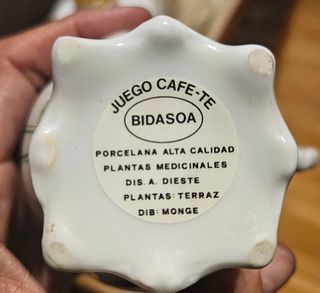 JUEGO CAFE-TE
BIDASOA
PORCELANA ALTA CALIDAD
PLANTAS MEDICINALES
DIS. A. DIESTE
PLANTAS: TERRAZ
DIB: MONGE